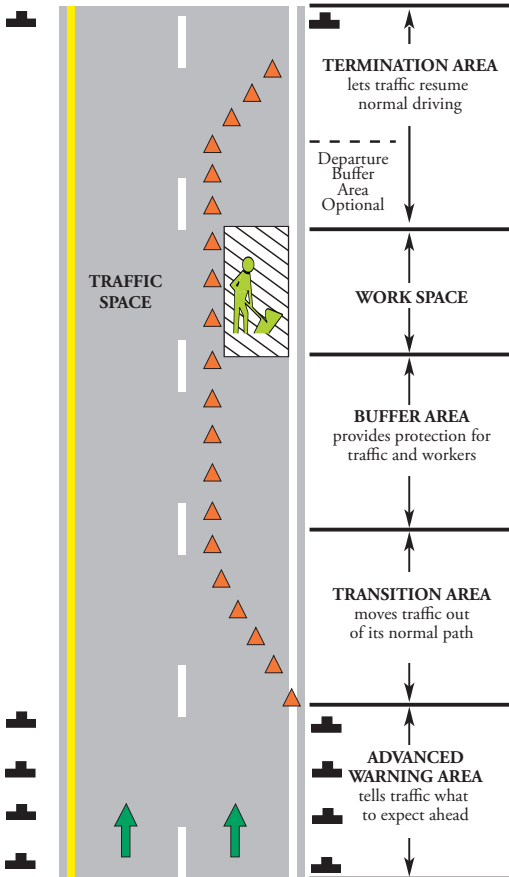 TERMINATION AREA
lets traffic resume
normal driving
Departure
Buffer
Area
Optional
TRAFFIC
SPACE
WORK SPACE
BUFFER AREA
provides protection for
traffic and workers
TRANSITION AREA
moves traffic out
of its normal path
ADVANCED
WARNING AREA
tells traffic what
to expect ahead